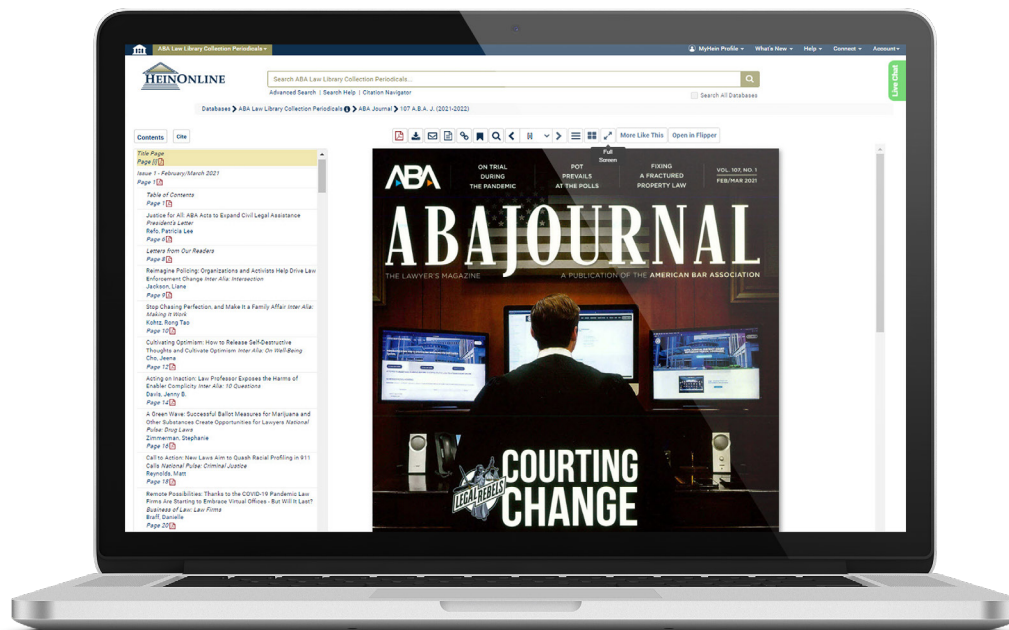 ABA Law Library Collection Periodicals
MyHein Profile
What's New
Help
Connect
Account
HEINONLINE
Search ABA Law Library Collection Periodicals...
Advanced Search | Search Help | Citation Navigator
Search All Databases
Live Chat
Databases > ABA Law Library Collection Periodicals > ABA Journal > 107 A.B.A. J. (2021-2022)
Contents
Cite
More Like This
Open in Flipper
Full
Screen
Title Page
Page
Issue 1 - February/March 2021
Page 1
Table of Contents
Page 1
Justice for All: ABA Acts to Expand Civil Legal Assistance
President's Letter
Refo, Patricia Lee
Page 6
Letters from Our Readers
Page 8
Reimagine Policing: Organizations and Activists Help Drive Law
Enforcement Change Inter Alia: Intersection
Jackson, Liane
Page 9
Stop Chasing Perfection, and Make It a Family Affair Inter Alia:
Making It Work
Kohtz, Rong Tao
Page 10
Cultivating Optimism: How to Release Self-Destructive
Thoughts and Cultivate Optimism Inter Alia: On Well-Being
Cho, Jeena
Page 12
Acting on Inaction: Law Professor Exposes the Harms of
Enabler Complicity Inter Alia: 10 Questions
Davis, Jenny B.
Page 14
A Green Wave: Successful Ballot Measures for Marijuana and
Other Substances Create Opportunities for Lawyers National
Pulse: Drug Laws
Zimmerman, Stephanie
Page 16
Call to Action: New Laws Aim to Quash Racial Profiling in 911
Calls National Pulse: Criminal Justice
Reynolds, Matt
Page 18
Remote Possibilities: Thanks to the COVID-19 Pandemic Law
Firms Are Starting to Embrace Virtual Offices - But Will It Last?
Business of Law: Law Firms
Braff, Danielle
Page 20
ABA
ON TRIAL
DURING
THE PANDEMIC
POT
PREVAILS
AT THE POLLS
FIXING
A FRACTURED
PROPERTY LAW
VOL. 107, NO. 1
FEB/MAR 2021
ABAJOURNAL
THE LAWYER'S MAGAZINE
A PUBLICATION OF THE AMERICAN BAR ASSOCIATION
LEGAL REBELS
COURTING
CHANGE